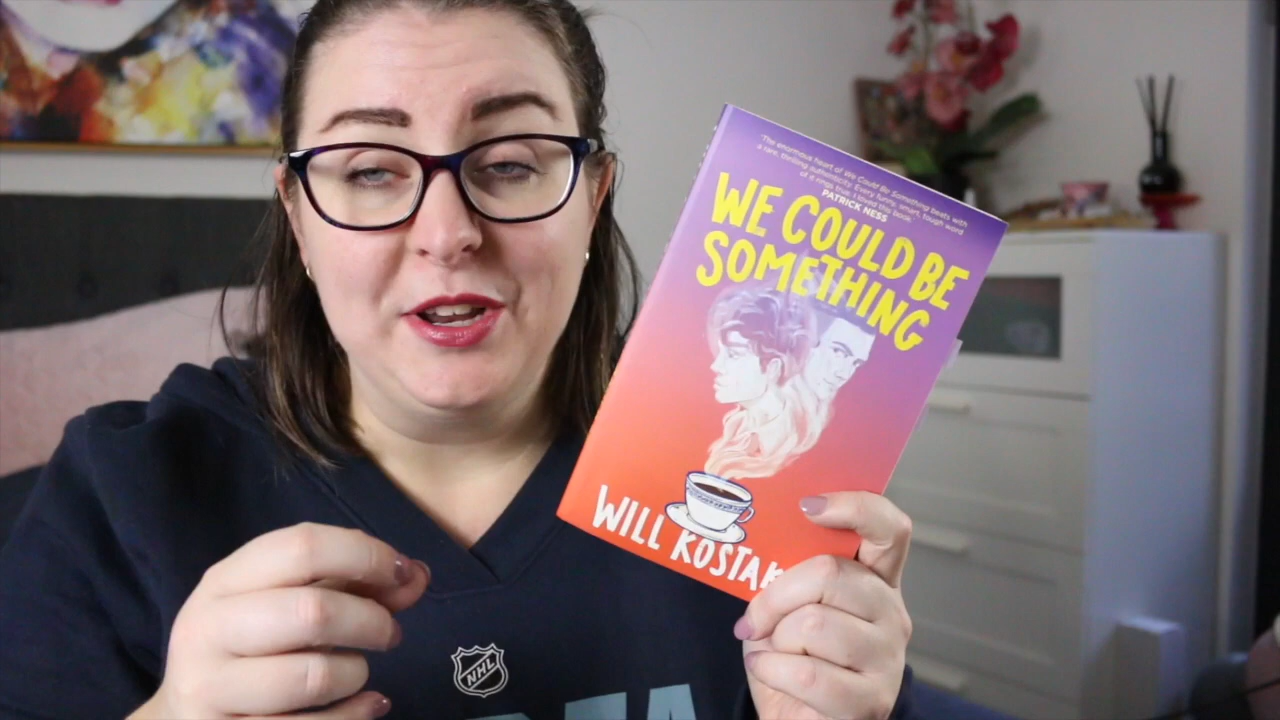 'The enormous heart of We Could Be Something beats with
a rare, thrilling authenticity. Every funny, smart, tough word
of it rings true. I loved this book.'
PATRICK NESS
WE COULD BE
SOMETHING
WILL KOSTAK
NHL